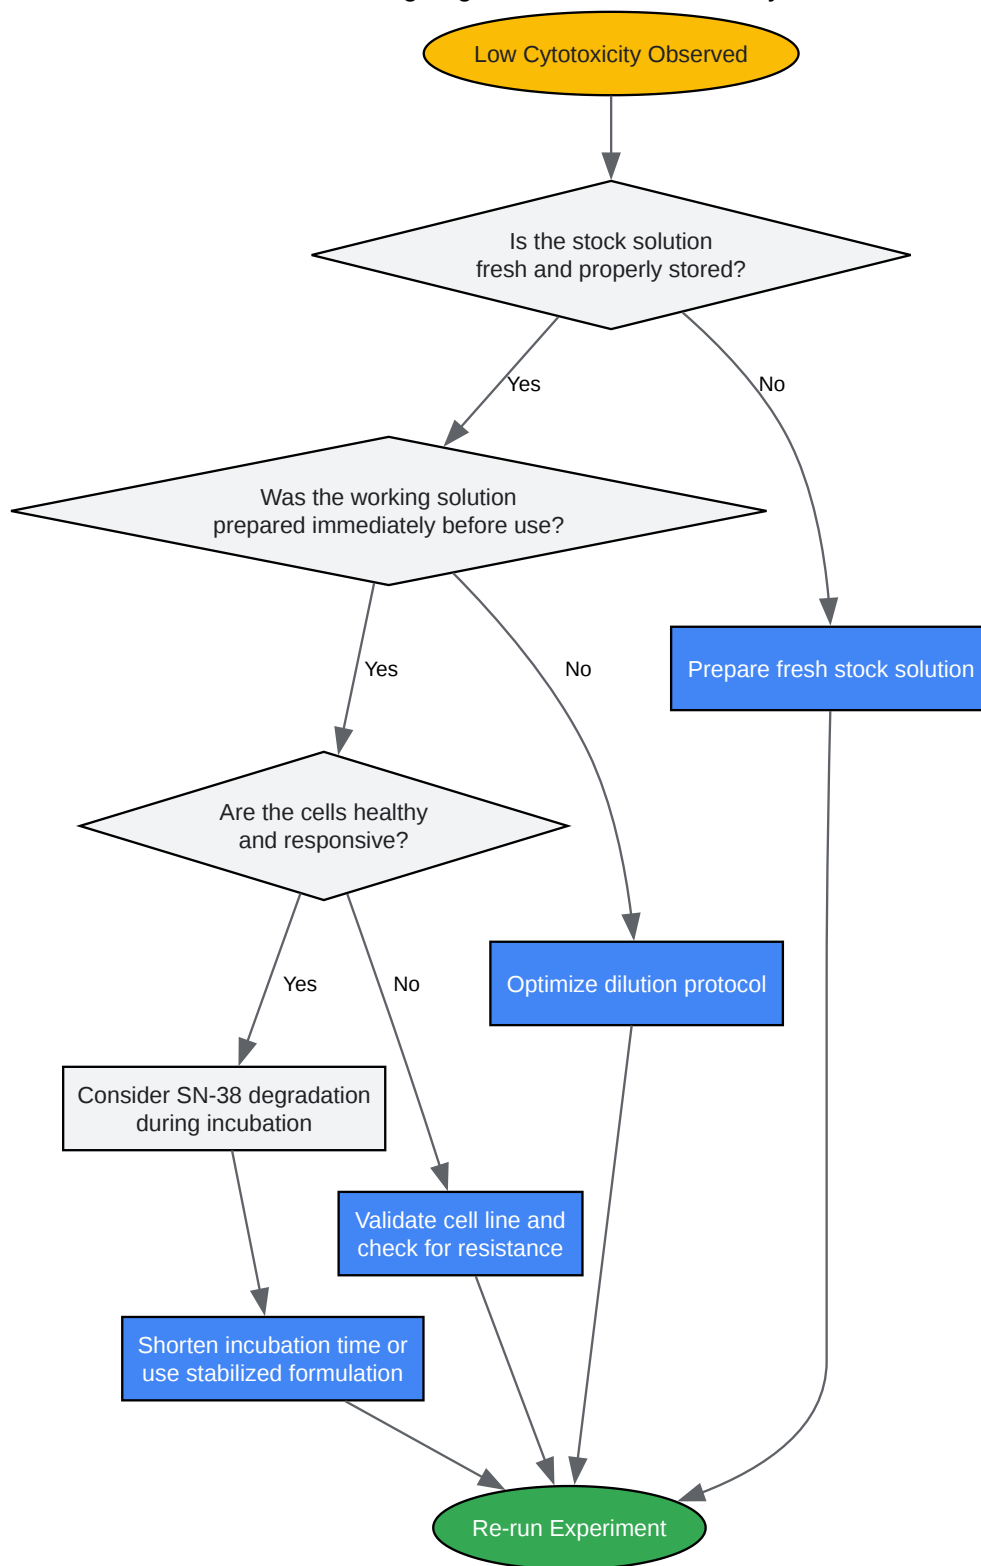 Low Cytotoxicity Observed
Is the stock solution
fresh and properly stored?
Yes
No
Was the working solution
prepared immediately before use?
Yes
No
Prepare fresh stock solution
Are the cells healthy
and responsive?
Yes
No
Optimize dilution protocol
Consider SN-38 degradation
during incubation
Validate cell line and
check for resistance
Shorten incubation time or
use stabilized formulation
Re-run Experiment